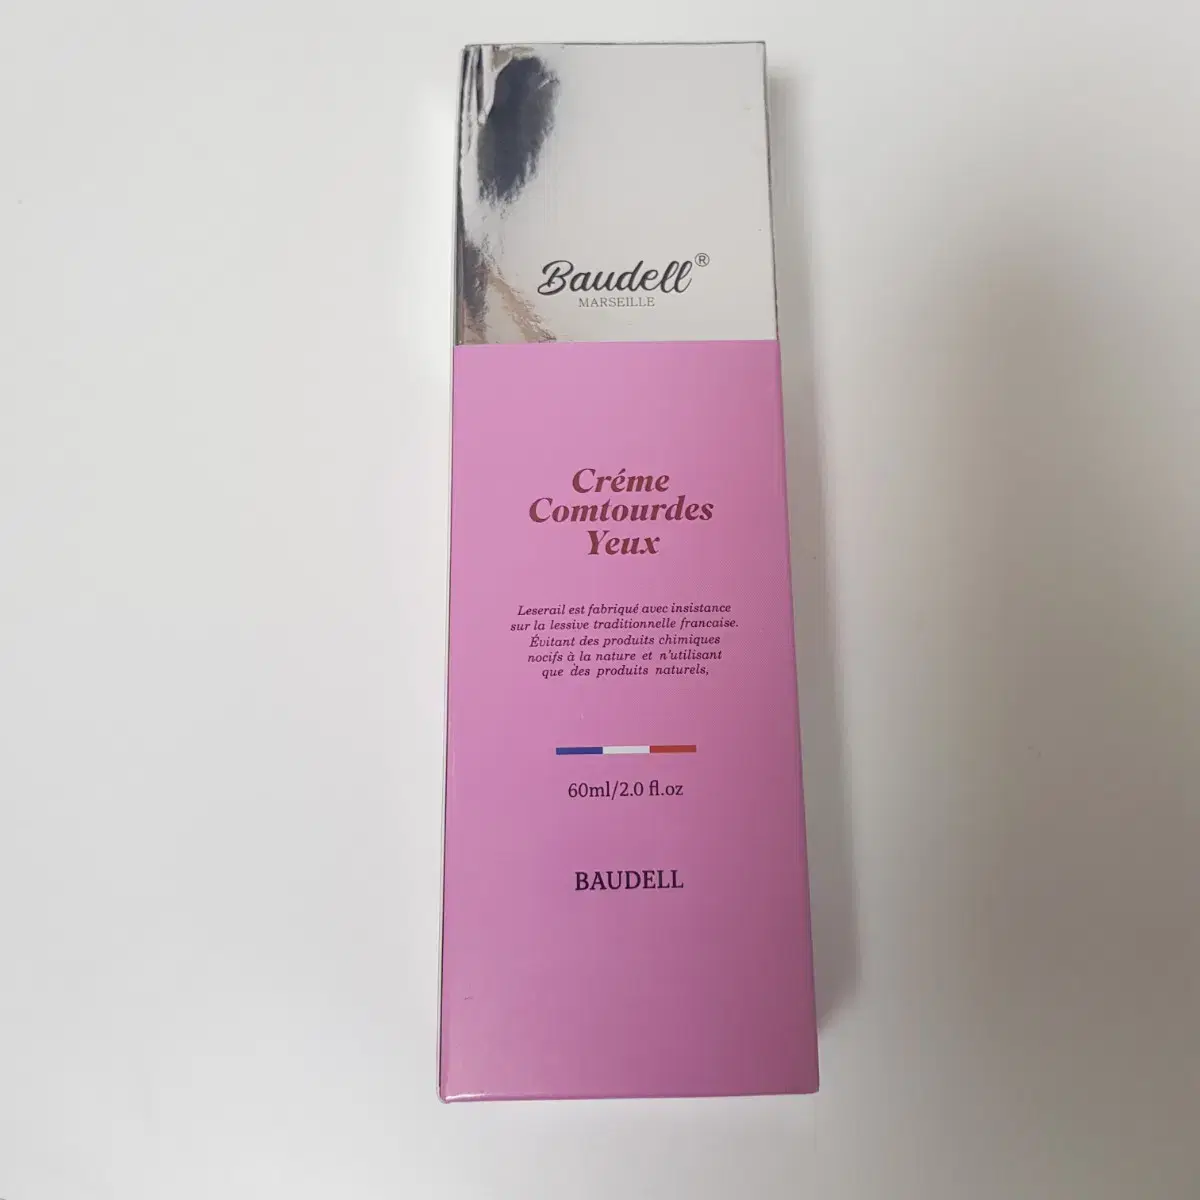 Baudell®
MARSEILLE
Créme
Comtourdes
Yeux
Leserail est fabriqué avec insistance
sur la lessive traditionnelle francaise.
Évitant des produits chimiques
nocifs à la nature et n'utilisant
que des produits naturels,
60ml/2.0 fl.oz
BAUDELL